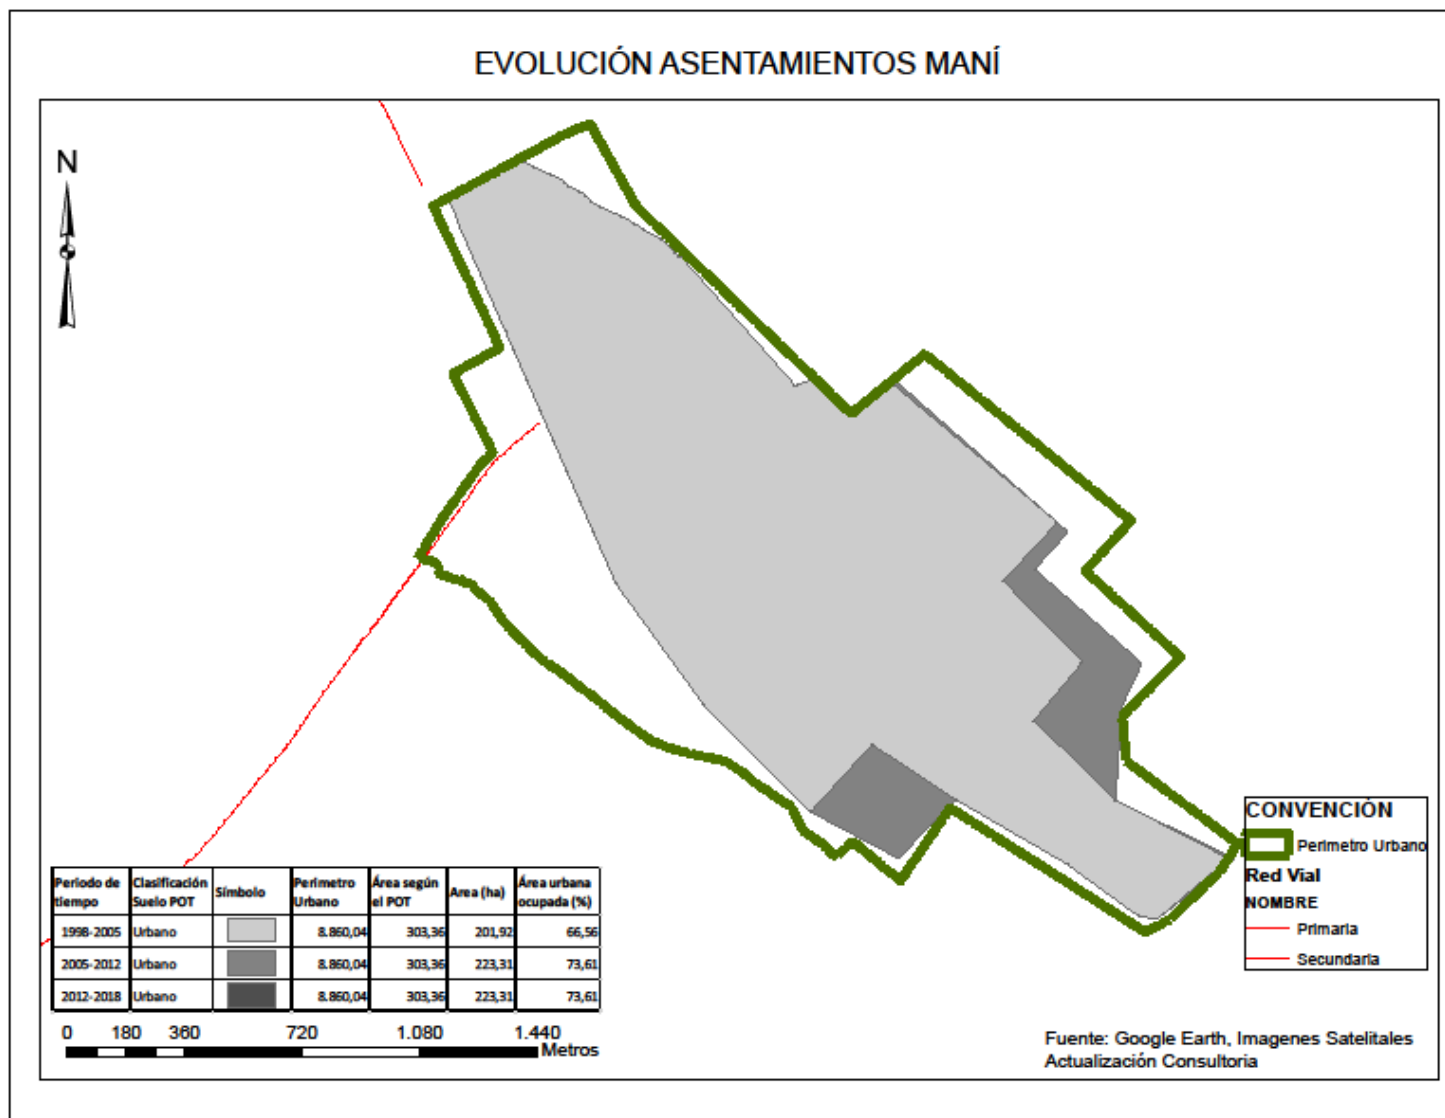 EVOLUCIÓN ASENTAMIENTOS MANÍ
N
CONVENCIÓN
Perimetro Urbano
Red Vial
NOMBRE
Primaria
Secundaria
Periodo de tiempo Clasificación Suelo POT Símbolo Perimetro Urbano Área según el POT Area (ha) Área urbana ocupada (%)
1998-2005 Urbano 8.860,04 303,36 201,92 66,56
2005-2012 Urbano 8.860,04 303,36 223,31 73,61
2012-2018 Urbano 8.860,04 303,36 223,31 73,61
0 180 360 720 1.080 1.440
Metros
Fuente: Google Earth, Imagenes Satelitales
Actualización Consultoria